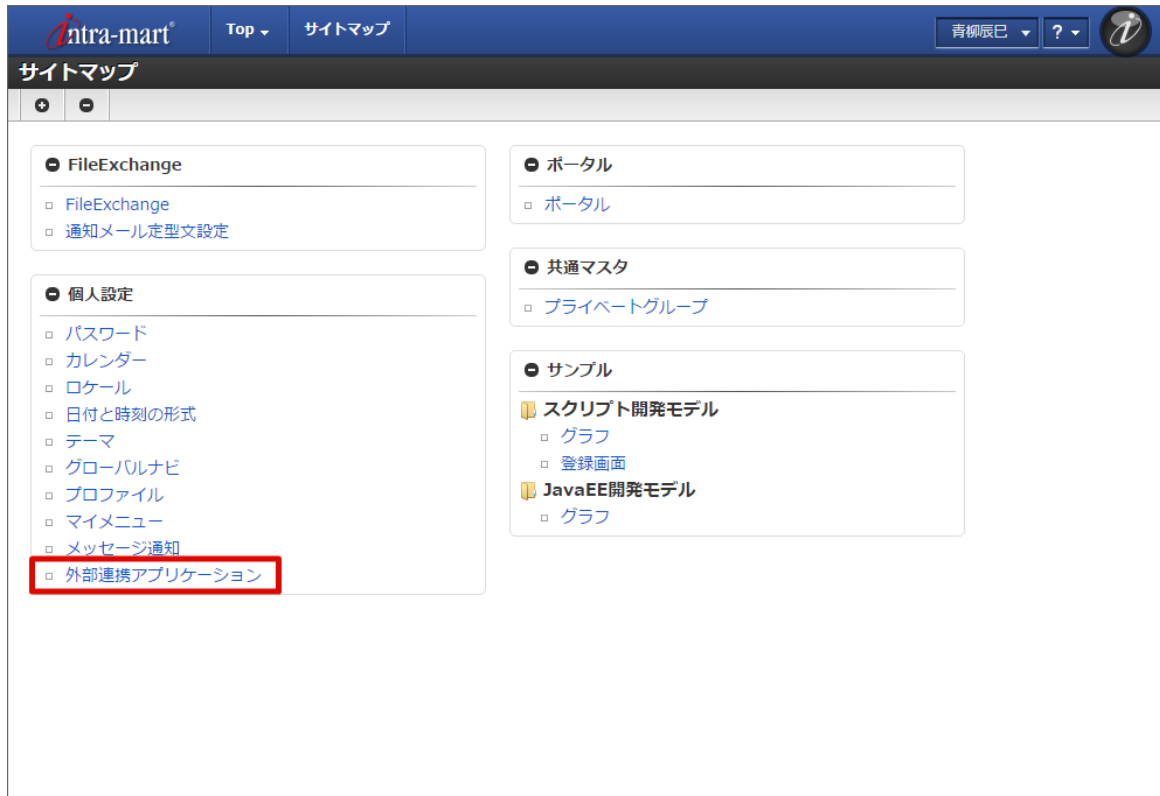 intra-mart®
Top
サイトマップ
青柳辰巳
?
サイトマップ
FileExchange
FileExchange
通知メール定型文設定
個人設定
パスワード
カレンダー
ロケール
日付と時刻の形式
テーマ
グローバルナビ
プロファイル
マイメニュー
メッセージ通知
外部連携アプリケーション
ポータル
ポータル
共通マスタ
プライベートグループ
サンプル
スクリプト開発モデル
グラフ
登録画面
JavaEE開発モデル
グラフ